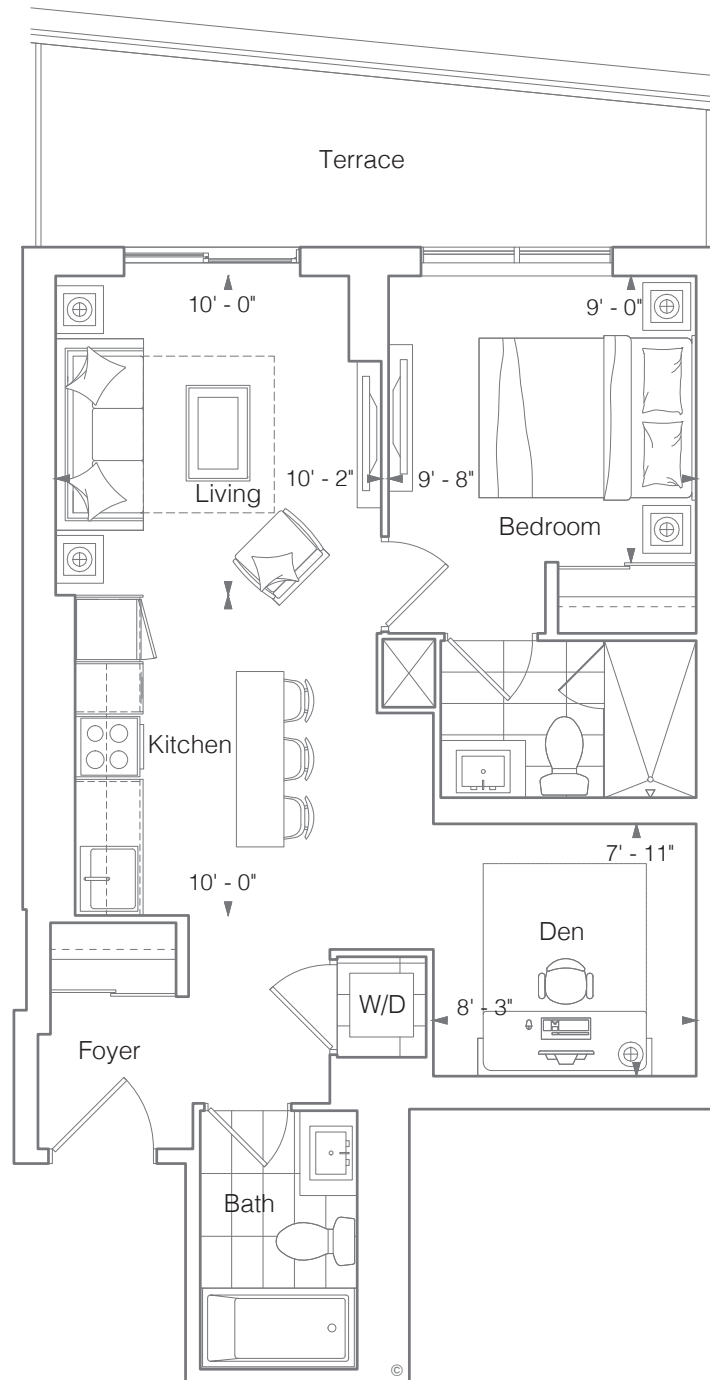 Terrace
10' - 0"
9' - 0"
10' - 2"
9' - 8"
Living
Bedroom
Kitchen
7' - 11"
10' - 0"
Den
W/D
8' - 3"
Foyer
Bath
©